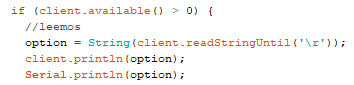 if (client.available() > 0) {
//leemos
option = String(client.readStringUntil('\r'));
client.println(option);
Serial.println(option);